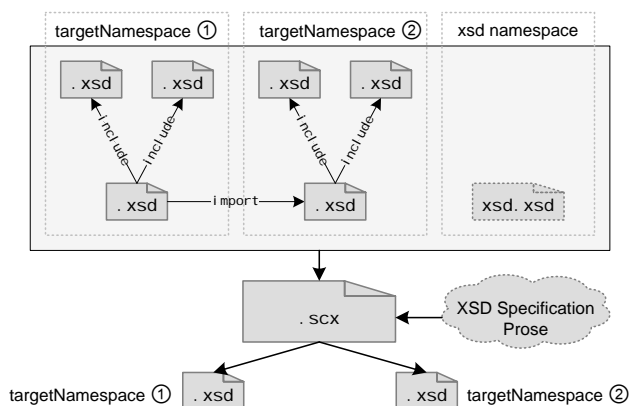 targetNamespace ① targetNamespace ② xsd namespace
.xsd .xsd .xsd .xsd
include include include include
.xsd import .xsd xsd.xsd
.scx
XSD Specification
Prose
targetNamespace ① .xsd .xsd targetNamespace ②